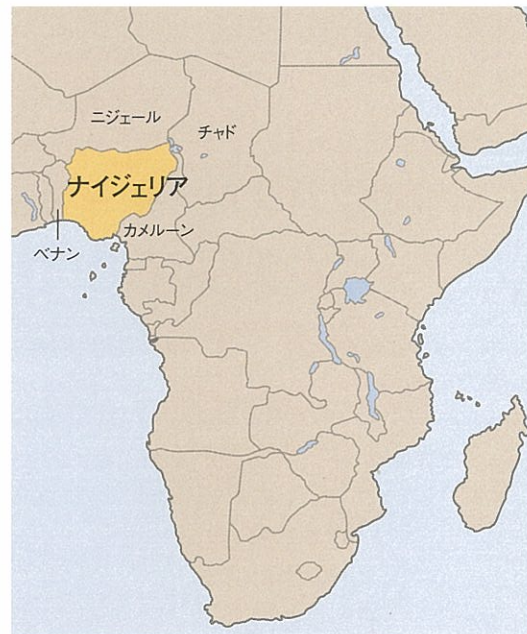 ニジェール
チャド
ナイジェリア
カメルーン
ベナン